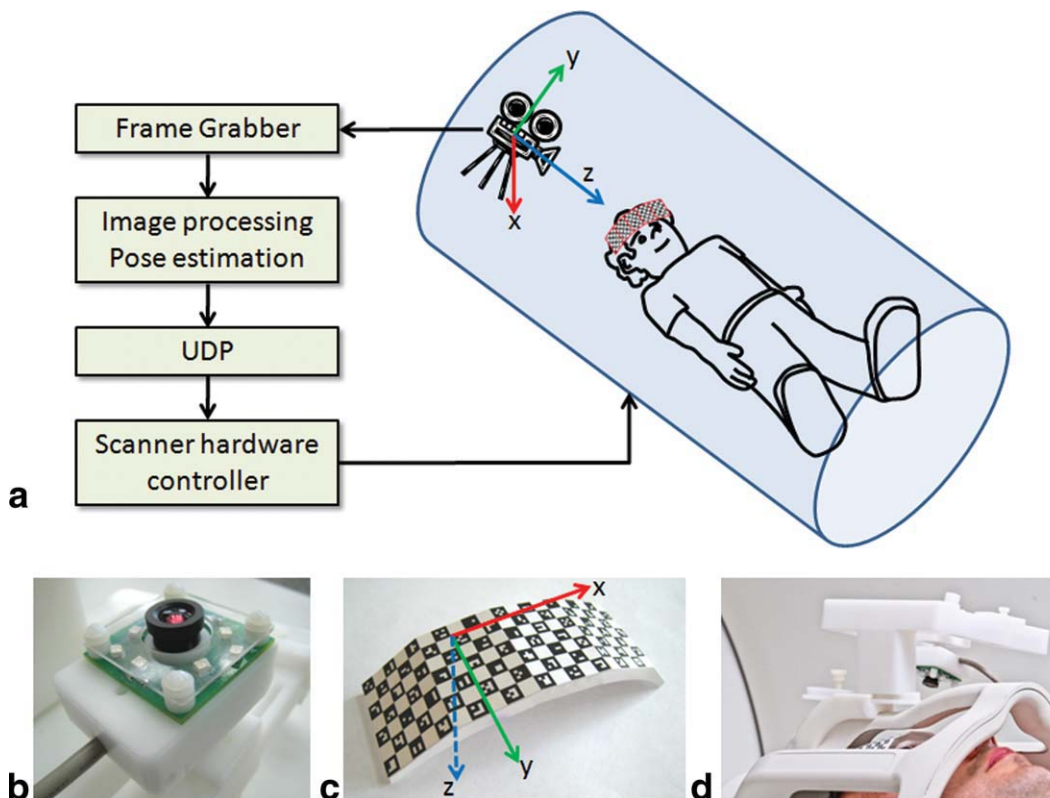 y
Frame Grabber
z
x
Image processing
Pose estimation
UDP
Scanner hardware
controller
a
x
y
z
b
c
d